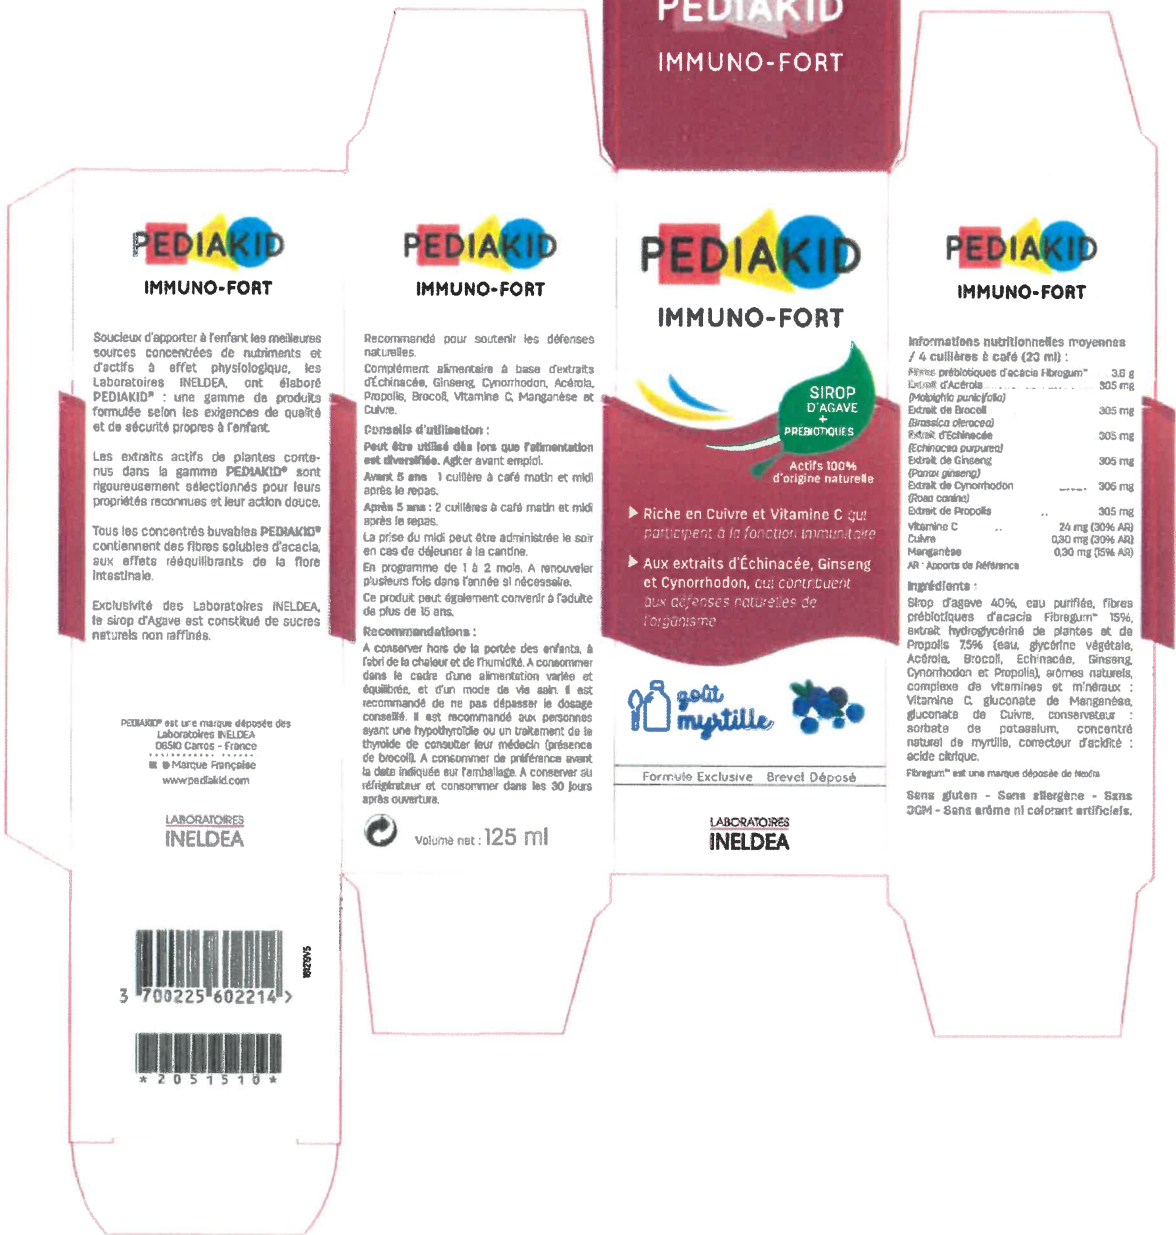 PEDIAKID
IMMUNO-FORT
PEDIAKID
IMMUNO-FORT
Soucieux d'apporter à l'enfant les meilleures
sources concentrées de nutriments et
d'actifs à effet physiologique, les
Laboratoires INELDEA, ont élaboré
PEDIAKID® : une gamme de produits
formulée selon les exigences de qualité
et de sécurité propres à l'enfant.
Les extraits actifs de plantes conte-
nus dans la gamme PEDIAKID® sont
rigoureusement sélectionnés pour leurs
propriétés reconnues et leur action douce.
Tous les concentrés buvables PEDIAKID®
contiennent des fibres solubles d'acacia,
aux effets rééquilibrants de la flore
intestinale.
Exclusivité des Laboratoires INELDEA,
le sirop d'Agave est constitué de sucres
naturels non raffinés.
PEDIAKID® est une marque déposée des
Laboratoires INELDEA
06510 Carros - France
Marque Française
www.pediakid.com
LABORATOIRES
INELDEA
3 700225 602214 >
18129V5
*2051510*
PEDIAKID
IMMUNO-FORT
Recommandé pour soutenir les défenses
naturelles.
Complément alimentaire à base d'extraits
d'Échinacée, Ginseng, Cynorrhodon, Acérola,
Propolis, Brocoli, Vitamine C, Manganèse et
Cuivre.
Conseils d'utilisation :
Peut être utilisé dès lors que l'alimentation
est diversifiée. Agiter avant emploi.
Avant 5 ans 1 cuillère à café matin et midi
après le repas.
Après 5 ans : 2 cuillères à café matin et midi
après le repas.
La prise du midi peut être administrée le soir
en cas de déjeuner à la cantine.
En programme de 1 à 2 mois. A renouveler
plusieurs fois dans l'année si nécessaire.
Ce produit peut également convenir à l'adulte
de plus de 15 ans.
Recommandations :
A conserver hors de la portée des enfants, à
l'abri de la chaleur et de l'humidité. A consommer
dans le cadre d'une alimentation variée et
équilibrée, et d'un mode de vie sain. Il est
recommandé de ne pas dépasser le dosage
conseillé. Il est recommandé aux personnes
ayant une hypothyroïdie ou un traitement de la
thyroïde de consulter leur médecin (présence
de brocoli). A consommer de préférence avant
la date indiquée sur l'emballage. A conserver au
réfrigérateur et consommer dans les 30 jours
après ouverture.
Volume net : 125 ml
PEDIAKID
IMMUNO-FORT
SIROP
D'AGAVE
+
PRÉBIOTIQUES
Actifs 100%
d'origine naturelle
Riche en Cuivre et Vitamine C qui
participent à la fonction immunitaire
Aux extraits d'Échinacée, Ginseng
et Cynorrhodon, qui contribuent
aux défenses naturelles de
l'organisme
goût
myrtille
Formule Exclusive Brevet Déposé
LABORATOIRES
INELDEA
PEDIAKID
IMMUNO-FORT
Informations nutritionnelles moyennes
/ 4 cuillères à café (23 ml) :
Fibres prébiotiques d'acacia Fibregum™ 3,6 g
Extrait d'Acérola 305 mg
(Malpighia punicifolia)
Extrait de Brocoli 305 mg
(Brassica oleracea)
Extrait d'Echinacée 305 mg
(Echinacea purpurea)
Extrait de Ginseng 305 mg
(Panax ginseng)
Extrait de Cynorrhodon 305 mg
(Rosa canina)
Extrait de Propolis .. 305 mg
Vitamine C .. 24 mg (30% AR)
Cuivre 0,30 mg (30% AR)
Manganèse 0,30 mg (15% AR)
AR : Apports de Référence
Ingrédients :
Sirop d'agave 40%, eau purifiée, fibres
prébiotiques d'acacia Fibregum™ 15%,
extrait hydroglycériné de plantes et de
Propolis 7,5% (eau, glycérine végétale,
Acérola, Brocoli, Echinacée, Ginseng,
Cynorrhodon et Propolis), arômes naturels,
complexe de vitamines et minéraux :
Vitamine C, gluconate de Manganèse,
gluconate de Cuivre, conservateur :
sorbate de potassium, concentré
naturel de myrtille, correcteur d'acidité :
acide citrique.
Fibregum™ est une marque déposée de Nexira
Sans gluten - Sans allergène - Sans
OGM - Sans arôme ni colorant artificiels.